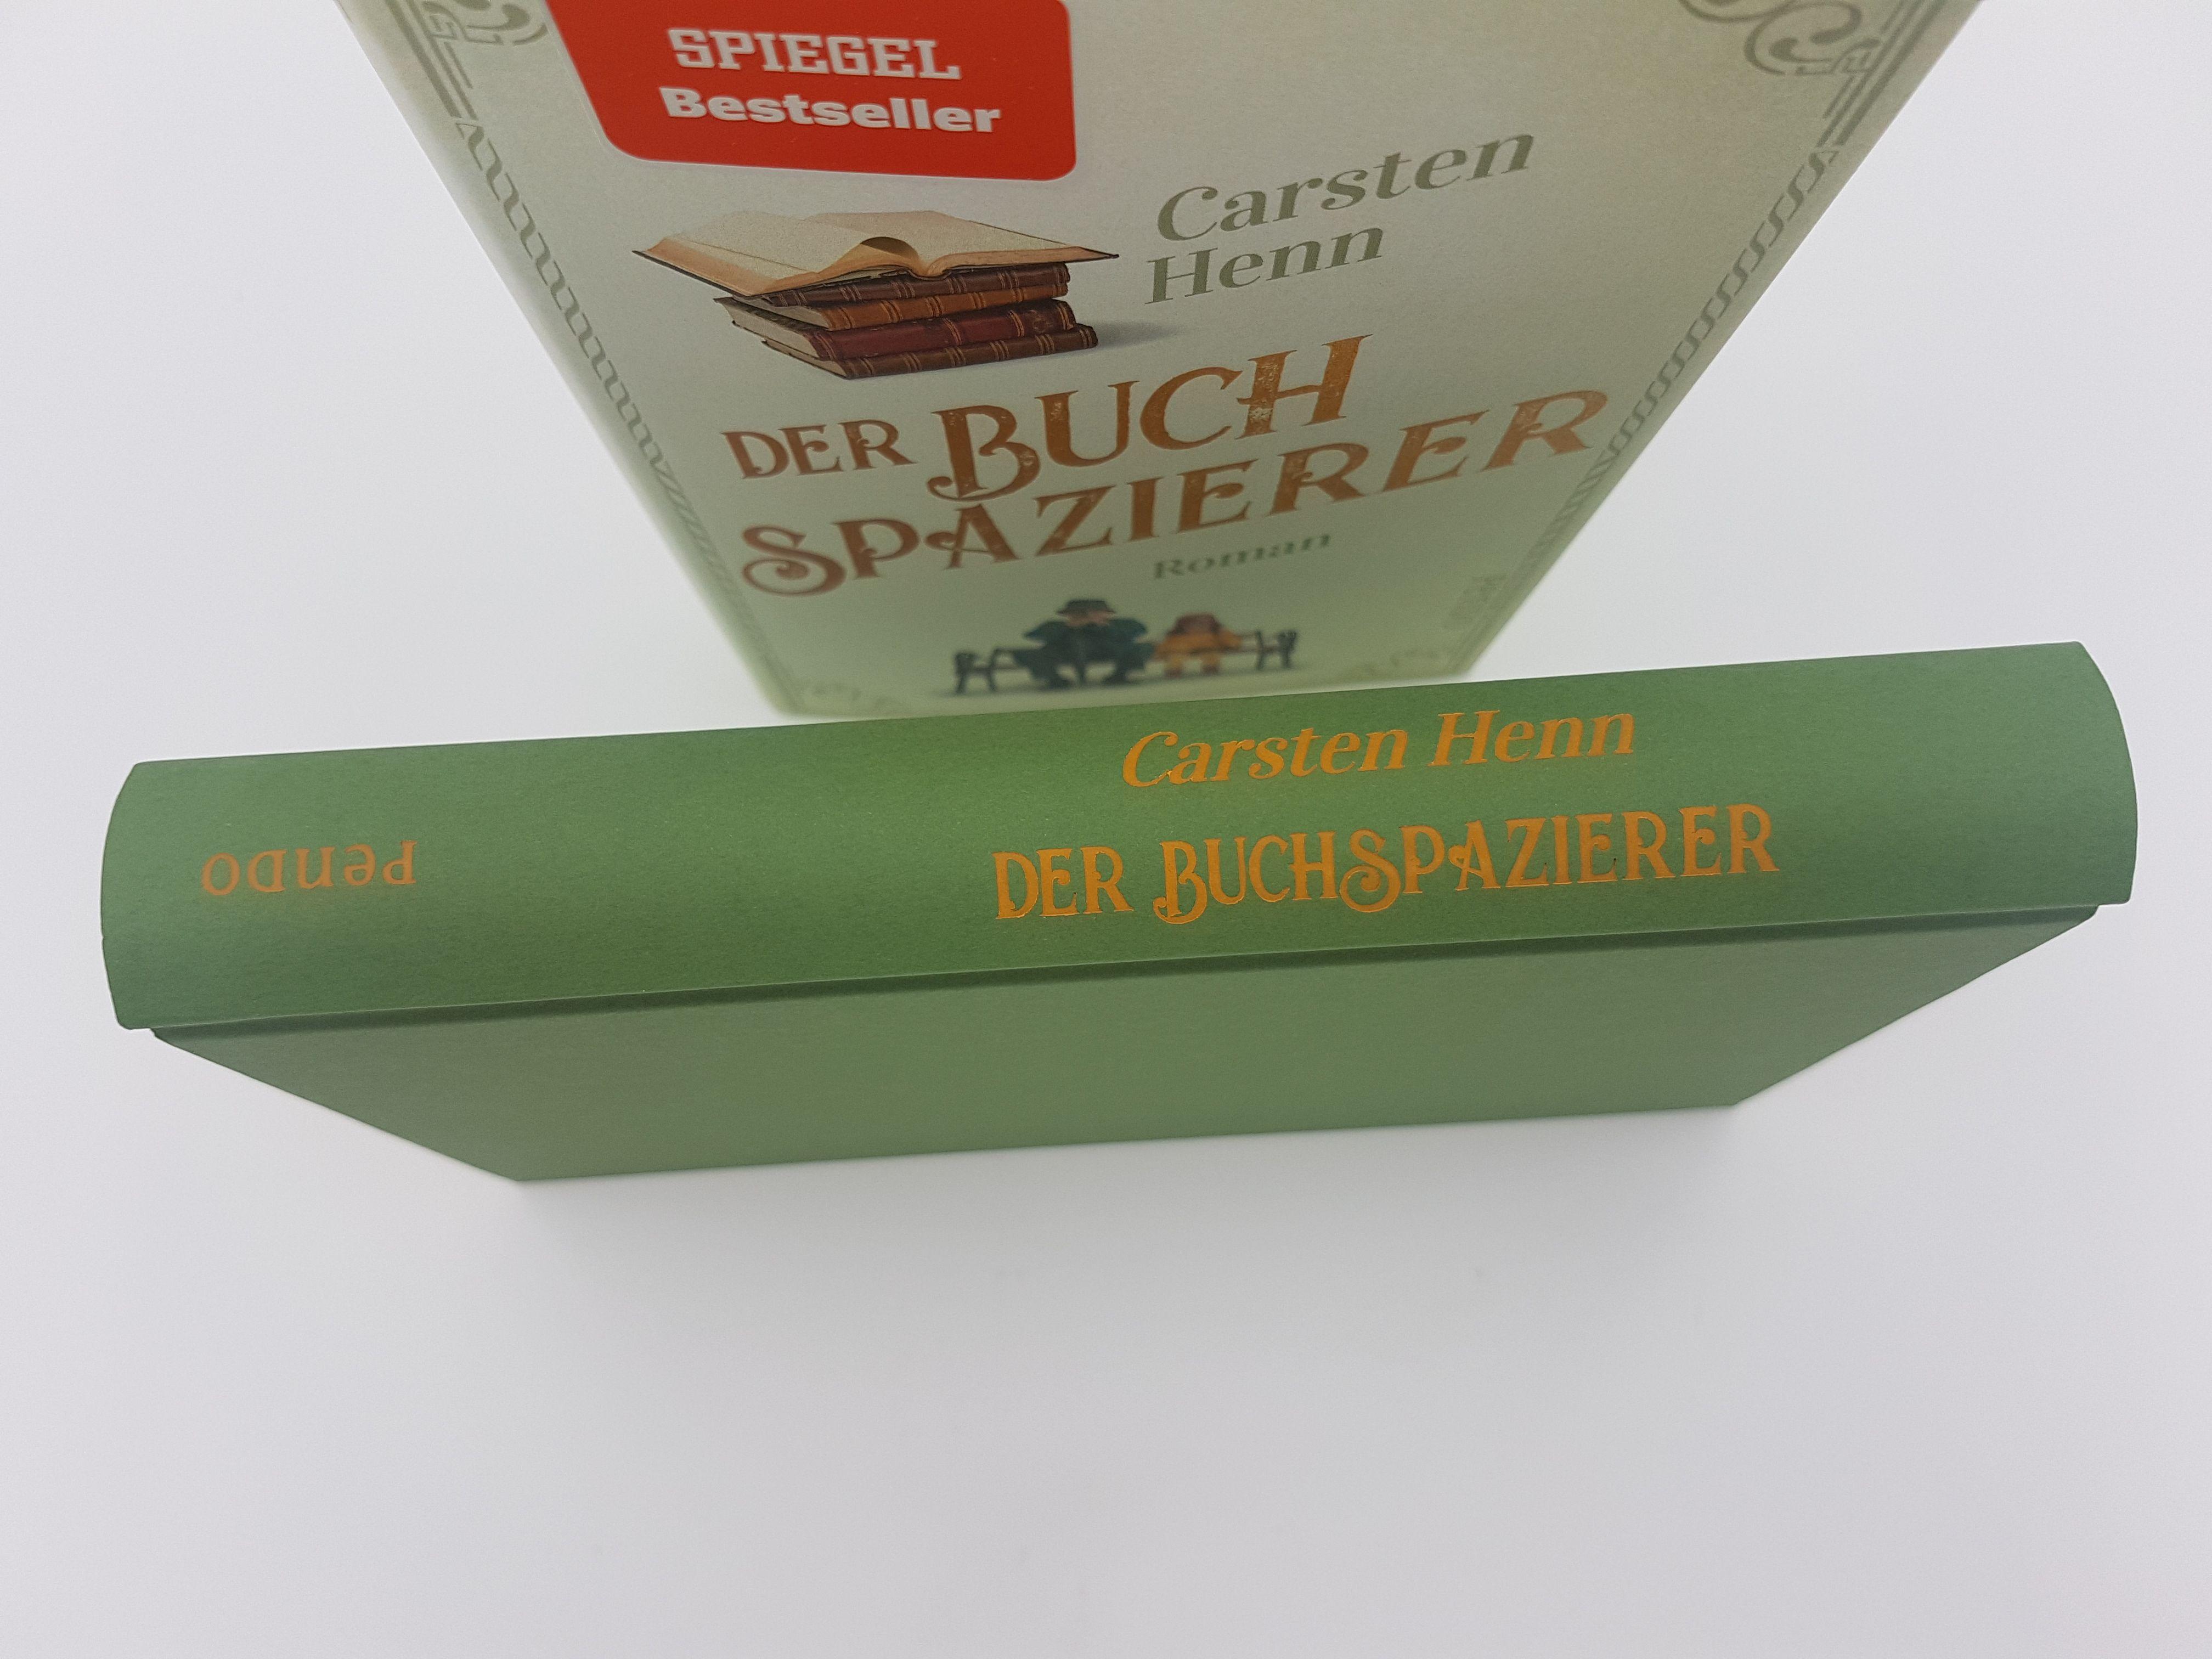 SPIEGEL
Bestseller
Carsten
Henn
DER BUCH
SPAZIERER
Roman
Carsten Henn
DER BUCHSPAZIERER
PenDO